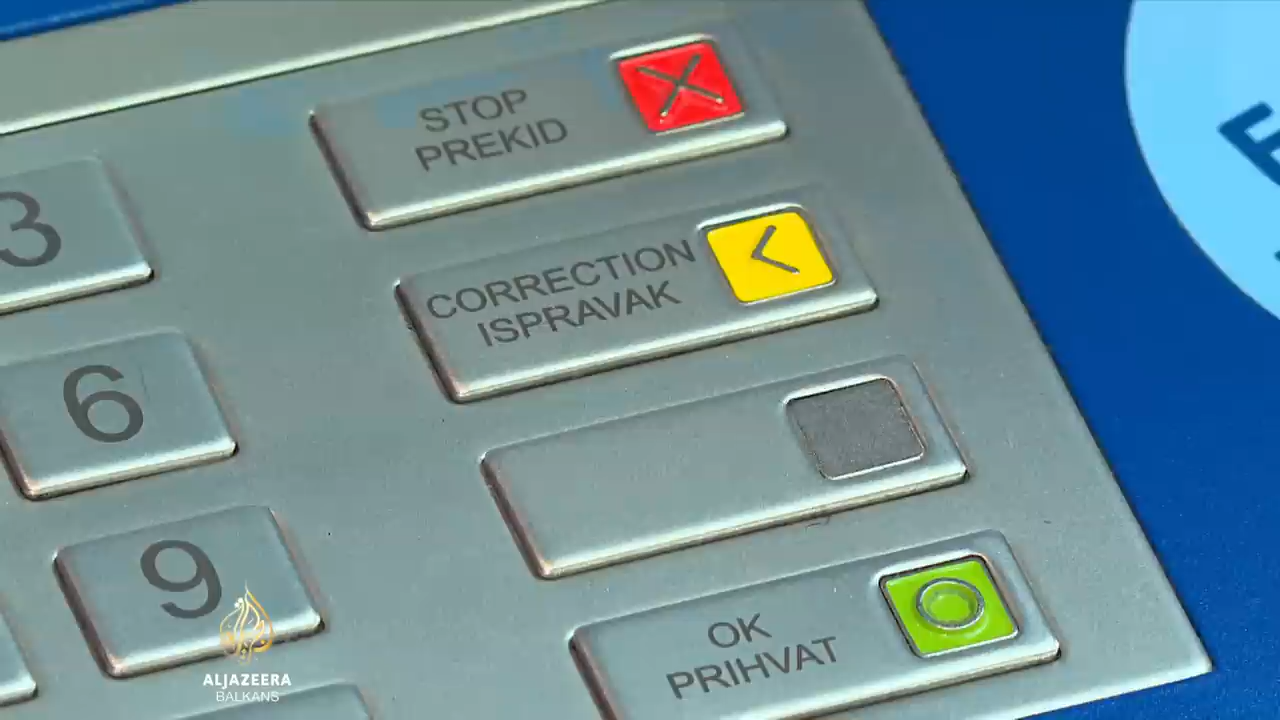 STOP
PREKID
3
CORRECTION
ISPRAVAK
6
9
OK
PRIHVAT
ALJAZEERA
BALKANS